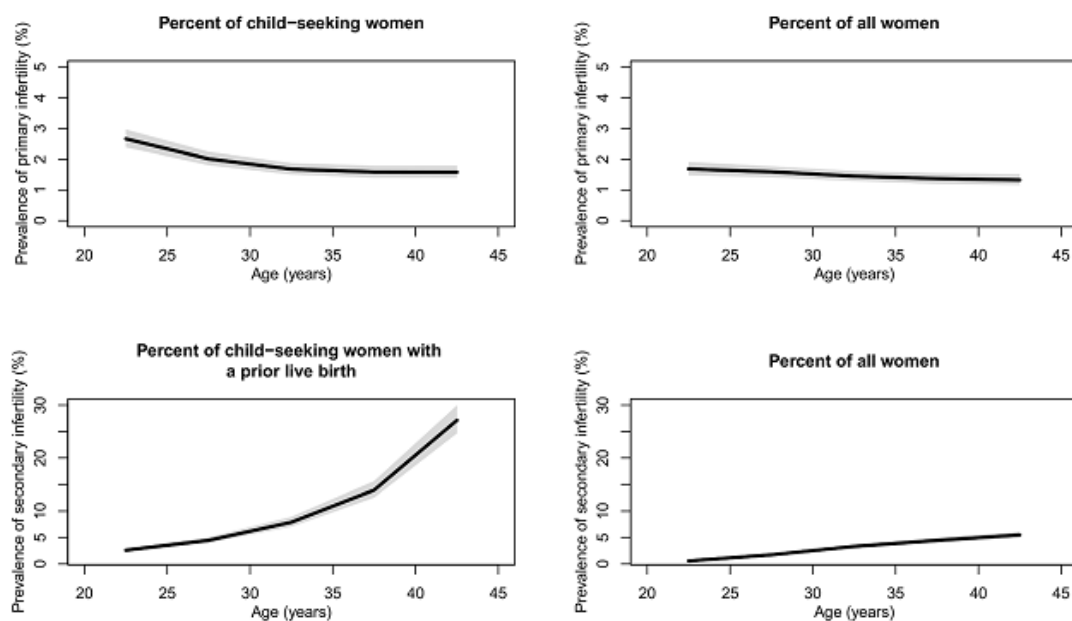 Percent of child−seeking women
Prevalence of primary infertility (%)
5
4
3
2
1
0
20 25 30 35 40 45
Age (years)
Percent of all women
Prevalence of primary infertility (%)
5
4
3
2
1
0
20 25 30 35 40 45
Age (years)
Percent of child−seeking women with
a prior live birth
Prevalence of secondary infertility (%)
30
20
10
5
0
20 25 30 35 40 45
Age (years)
Percent of all women
Prevalence of secondary infertility (%)
30
20
10
5
0
20 25 30 35 40 45
Age (years)